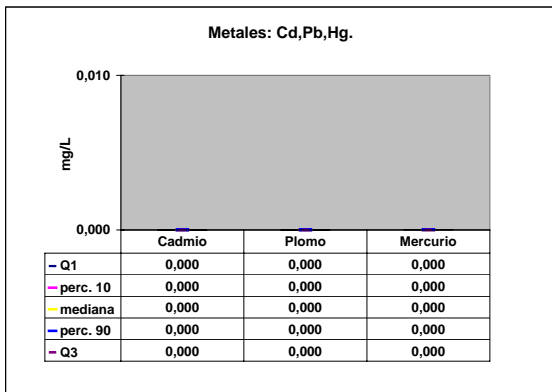 Metales: Cd,Pb,Hg.
0,010
mg/L
0,000
Cadmio Plomo Mercurio
Q1 0,000 0,000 0,000
perc. 10 0,000 0,000 0,000
mediana 0,000 0,000 0,000
perc. 90 0,000 0,000 0,000
Q3 0,000 0,000 0,000